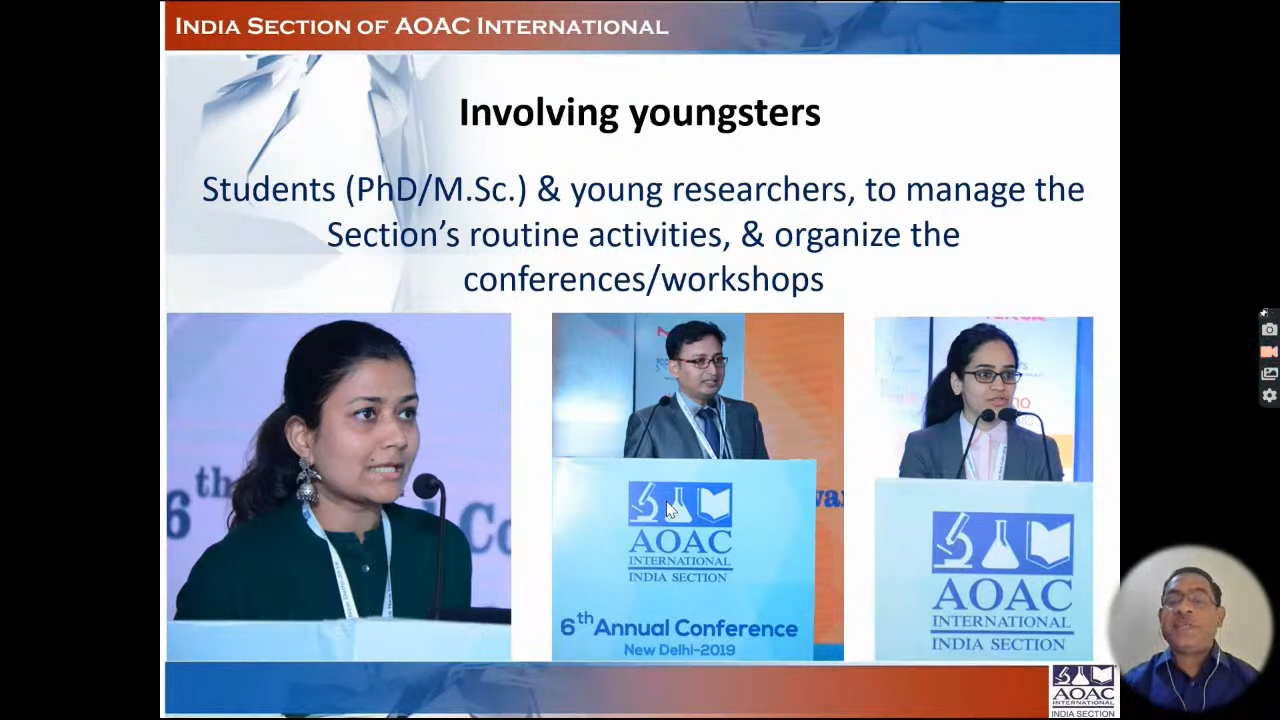 INDIA SECTION OF AOAC INTERNATIONAL
Involving youngsters
Students (PhD/M.Sc.) & young researchers, to manage the
Section's routine activities, & organize the
conferences/workshops
6th
Co
AOAC
INTERNATIONAL
INDIA SECTION
6th Annual Conference
New Delhi-2019
AOAC
INTERNATIONAL
INDIA SECTION
AOAC
INTERNATIONAL
INDIA SECTION